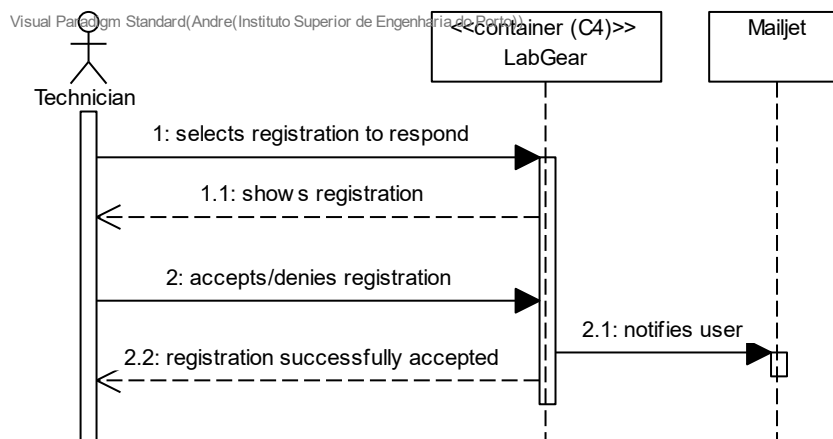 Visual Paradigm Standard(Andre(Instituto Superior de Engenharia do Porto))
<<container (C4)>>
LabGear
Mailjet
Technician
1: selects registration to respond
1.1: shows registration
2: accepts/denies registration
2.1: notifies user
2.2: registration successfully accepted